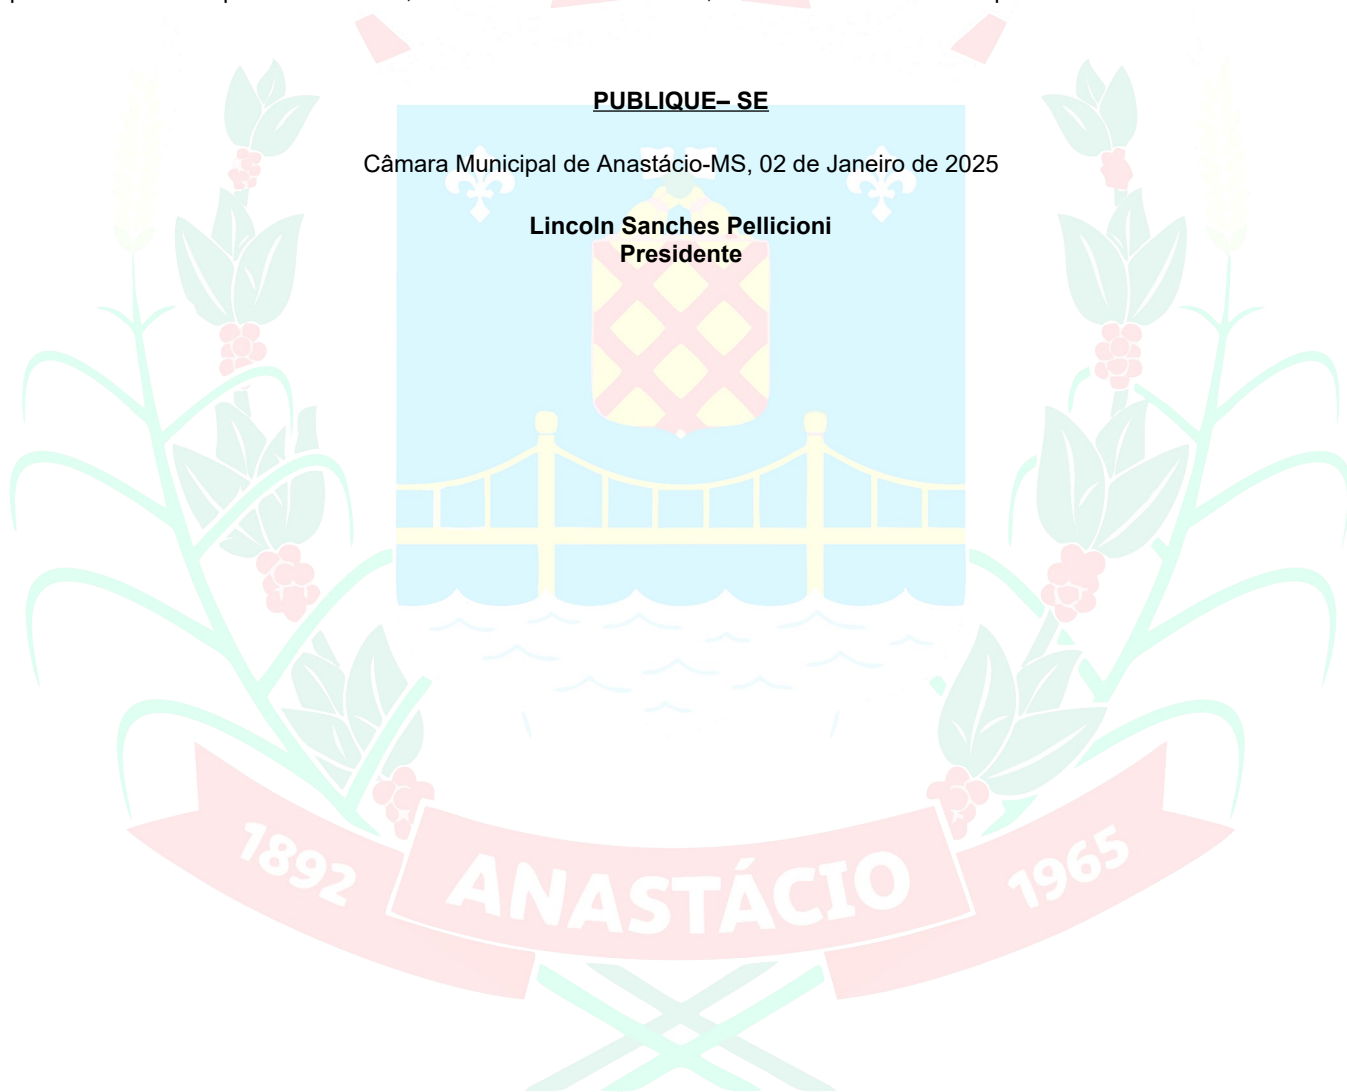 PUBLIQUE– SE
Câmara Municipal de Anastácio-MS, 02 de Janeiro de 2025
Lincoln Sanches Pellicioni
Presidente
1892 ANASTÁCIO 1965